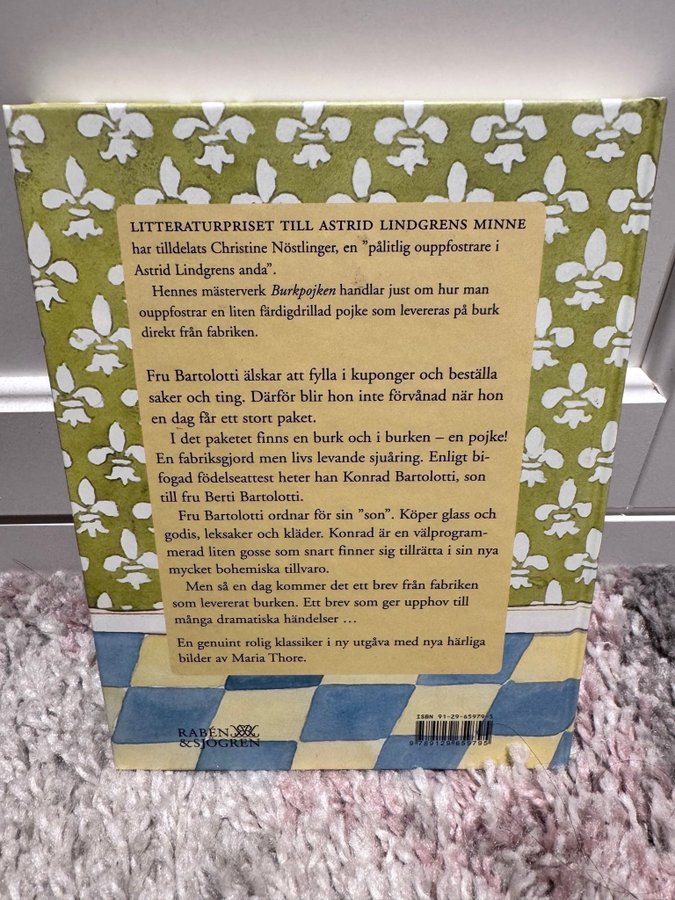 LITTERATURPRISET TILL ASTRID LINDGRENS MINNE
har tilldelats Christine Nöstlinger, en ”pålitlig ouppfostrare i
Astrid Lindgrens anda”.
Hennes mästerverk Burkpojken handlar just om hur man
ouppfostrar en liten färdigdrillad pojke som levereras på burk
direkt från fabriken.
Fru Bartolotti älskar att fylla i kuponger och beställa
saker och ting. Därför blir hon inte förvånad när hon
en dag får ett stort paket.
I det paketet finns en burk och i burken – en pojke!
En fabriksgjord men livs levande sjuåring. Enligt bi-
fogad födelseattest heter han Konrad Bartolotti, son
till fru Berti Bartolotti.
Fru Bartolotti ordnar för sin ”son”. Köper glass och
godis, leksaker och kläder. Konrad är en välprogram-
merad liten gosse som snart finner sig tillrätta i sin nya
mycket bohemiska tillvaro.
Men så en dag kommer det ett brev från fabriken
som levererat burken. Ett brev som ger upphov till
många dramatiska händelser …
En genuint rolig klassiker i ny utgåva med nya härliga
bilder av Maria Thore.
RABÉN
&SJÖGREN
ISBN 91-29-65979-5
9 789129 659795